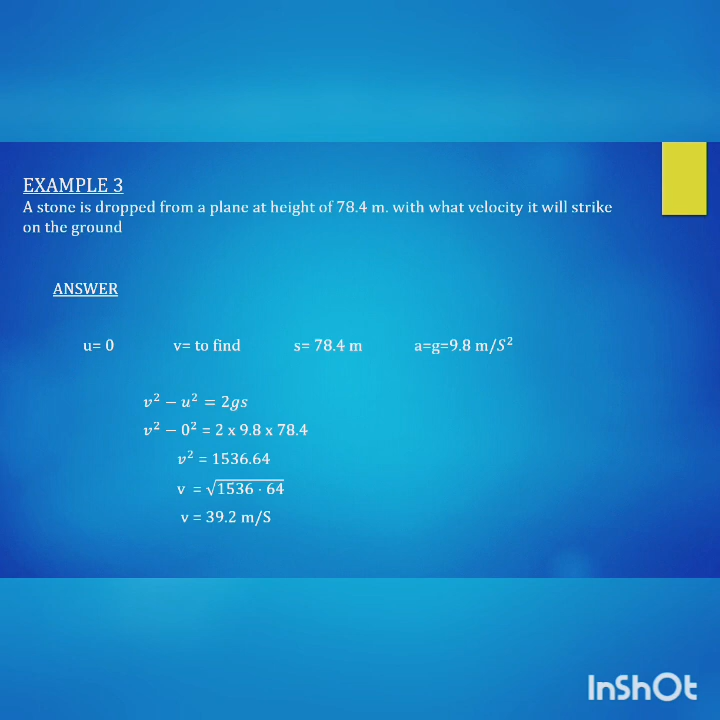 EXAMPLE 3
A stone is dropped from a plane at height of 78.4 m. with what velocity it will strike
on the ground
ANSWER
u= 0 v= to find s= 78.4 m a=g=9.8 m/S²
v² − u² = 2gs
v² − 0² = 2 x 9.8 x 78.4
v² = 1536.64
v = √1536 · 64
v = 39.2 m/S
InShOt